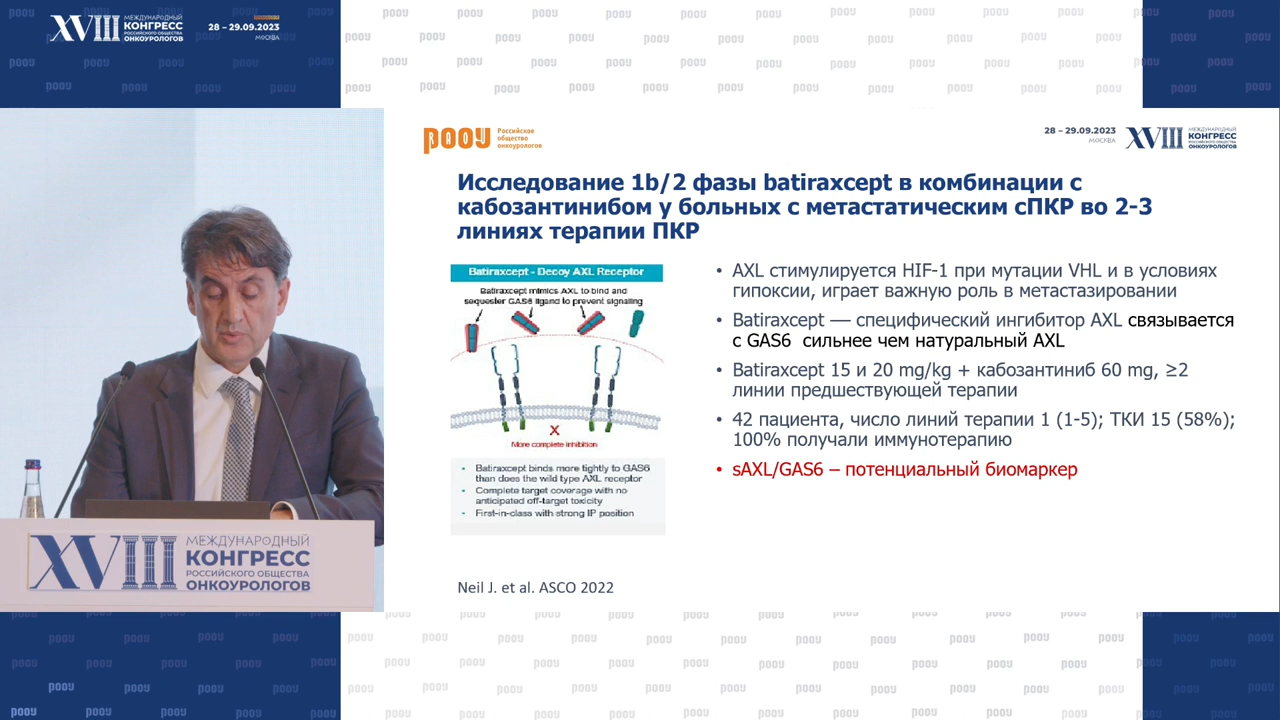 XVIII МЕЖДУНАРОДНЫЙ
КОНГРЕСС
РОССИЙСКОГО ОБЩЕСТВА
ОНКОУРОЛОГОВ
28 – 29.09.2023
МОСКВА
рооу
Российское
общество
онкоурологов
28 – 29.09.2023
МОСКВА
XVIII МЕЖДУНАРОДНЫЙ
КОНГРЕСС
РОССИЙСКОГО ОБЩЕСТВА
ОНКОУРОЛОГОВ
Исследование 1b/2 фазы batiraxcept в комбинации с
кабозантинибом у больных с метастатическим сПКР во 2-3
линиях терапии ПКР
Batiraxcept - Decoy AXL Receptor
Batiraxcept mimics AXL to bind and
sequester GAS6 ligand to prevent signaling
X
More complete inhibition
• Batiraxcept binds more tightly to GAS6
than does the wild type AXL receptor
• Complete target coverage with no
anticipated off-target toxicity
• First-in-class with strong IP position
• AXL стимулируется HIF-1 при мутации VHL и в условиях
гипоксии, играет важную роль в метастазировании
• Batiraxcept — специфический ингибитор AXL связывается
с GAS6 сильнее чем натуральный AXL
• Batiraxcept 15 и 20 mg/kg + кабозантиниб 60 mg, ≥2
линии предшествующей терапии
• 42 пациента, число линий терапии 1 (1-5); ТКИ 15 (58%);
100% получали иммунотерапию
• sAXL/GAS6 – потенциальный биомаркер
Neil J. et al. ASCO 2022
XVIII МЕЖДУНАРОДНЫЙ
КОНГРЕСС
РОССИЙСКОГО ОБЩЕСТВА
ОНКОУРОЛОГОВ